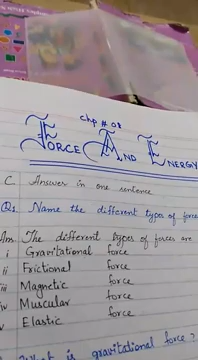 chp # 08
FORCE AND ENERGY
C. Answer in one sentence
Q1. Name the different types of force
Ans. The different types of force are
i Gravitational force
ii Frictional force
iii Magnetic force
iv Muscular force
v Elastic force
What is gravitational force?